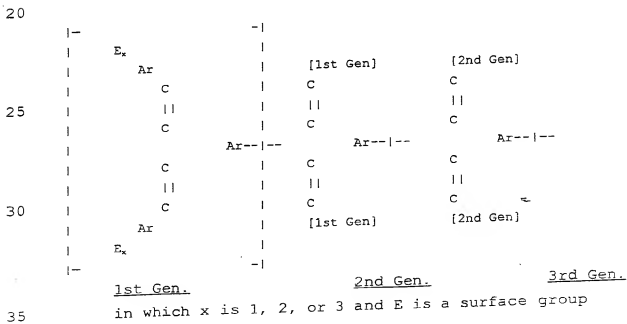 20
|- -|
| Ex |
| Ar | [1st Gen] [2nd Gen]
| C | C C
25 | || | || ||
| C | C C
| Ar--|-- Ar--|-- Ar--|--
| C | C C
| || | || ||
30 | C | C C
| Ar | [1st Gen] [2nd Gen]
| Ex |
|- -|
1st Gen. 2nd Gen. 3rd Gen.
35 in which x is 1, 2, or 3 and E is a surface group